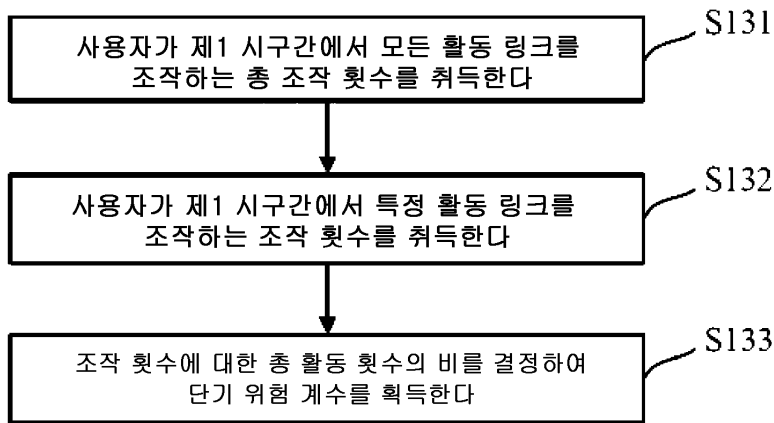 S131
사용자가 제1 시구간에서 모든 활동 링크를
조작하는 총 조작 횟수를 취득한다
S132
사용자가 제1 시구간에서 특정 활동 링크를
조작하는 조작 횟수를 취득한다
S133
조작 횟수에 대한 총 활동 횟수의 비를 결정하여
단기 위험 계수를 획득한다